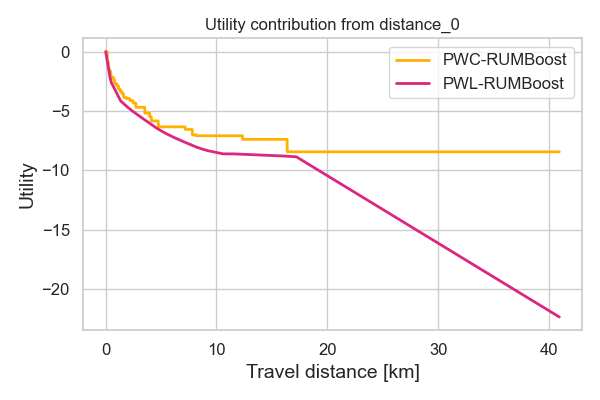 Utility contribution from distance_0
PWC-RUMBoost
PWL-RUMBoost
0
−5
−10
−15
−20
Utility
0
10
20
30
40
Travel distance [km]